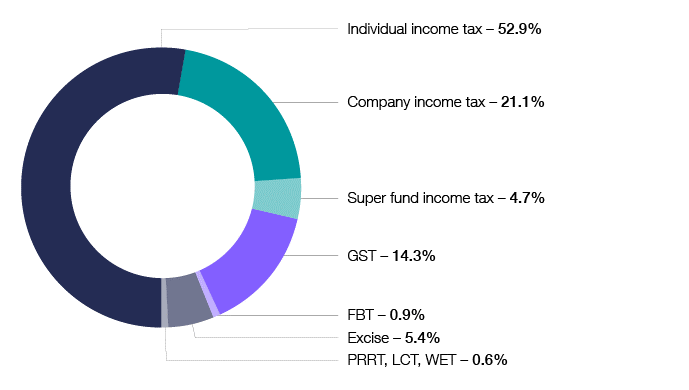 Individual income tax – 52.9%
Company income tax – 21.1%
Super fund income tax – 4.7%
GST – 14.3%
FBT – 0.9%
Excise – 5.4%
PRRT, LCT, WET – 0.6%